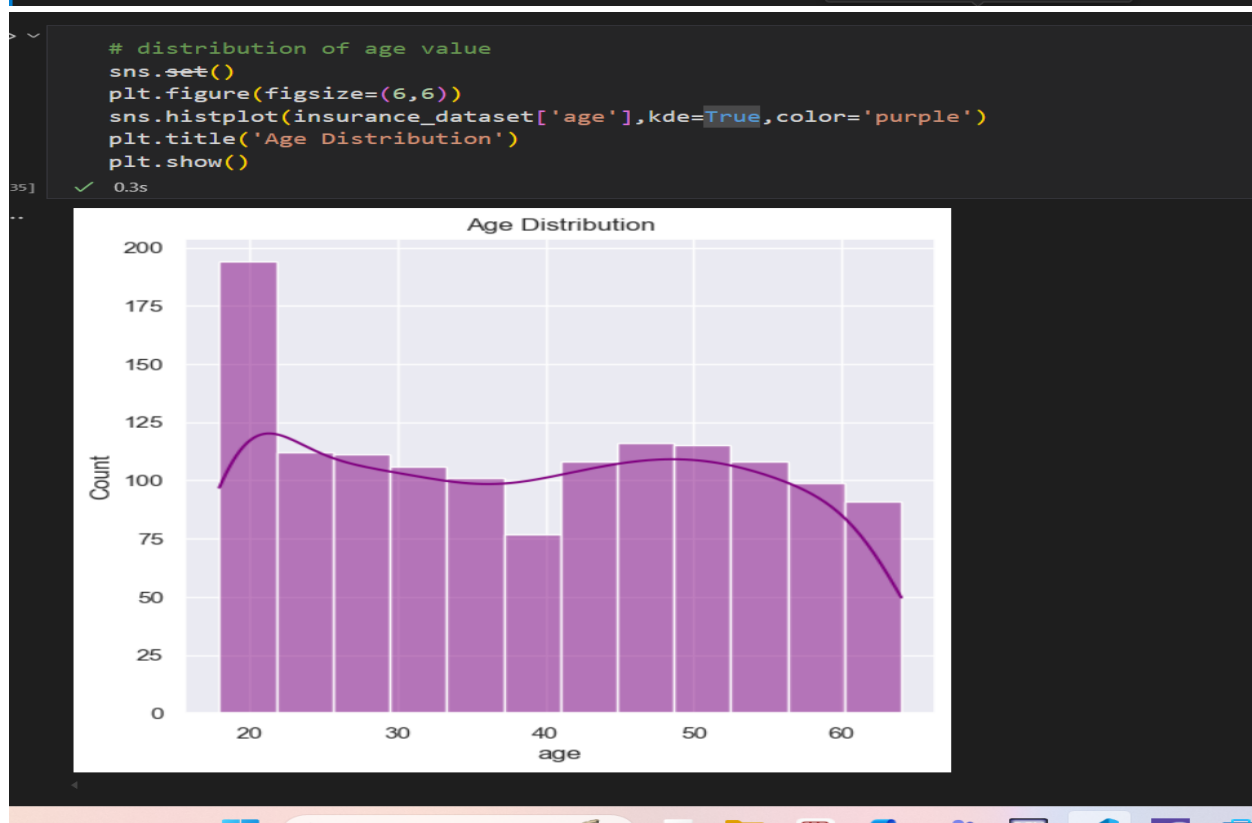 # distribution of age value
sns.set()
plt.figure(figsize=(6,6))
sns.histplot(insurance_dataset['age'],kde=True,color='purple')
plt.title('Age Distribution')
plt.show()
35]
✓ 0.3s
Age Distribution
200
175
150
125
100
75
50
25
0
Count
20 30 40 50 60
age